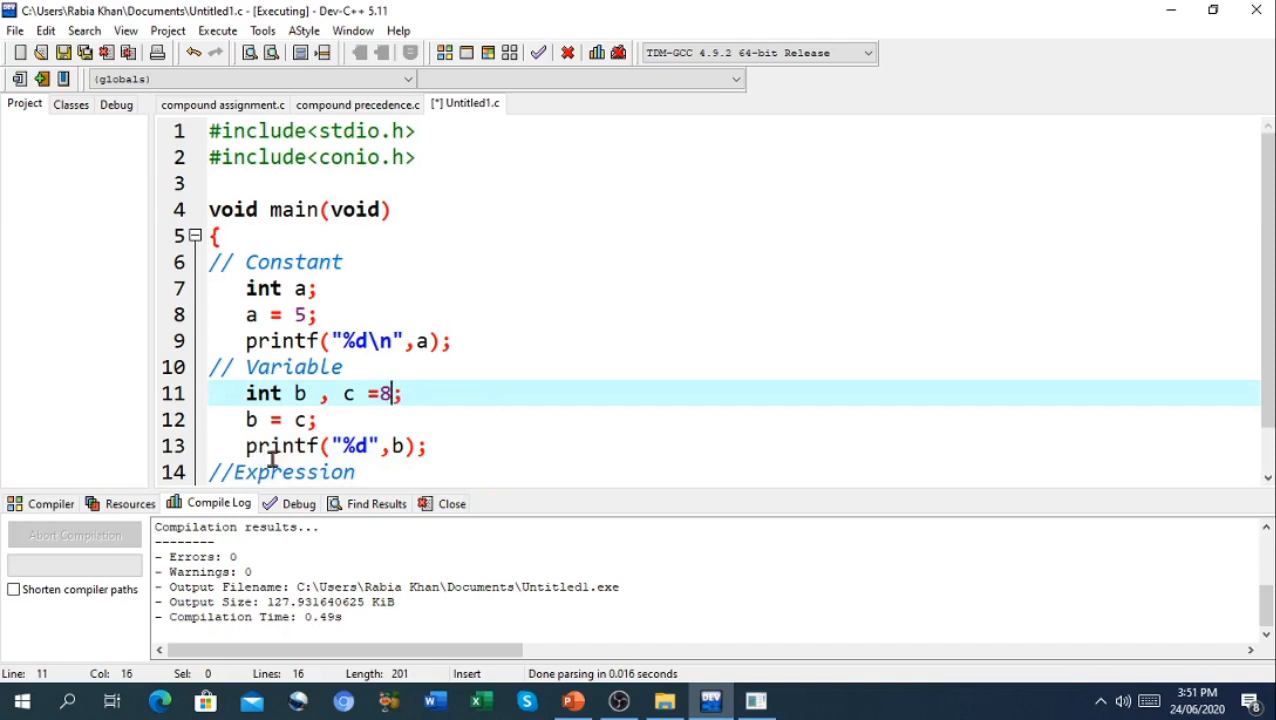 C:\Users\Rabia Khan\Documents\Untitled1.c - [Executing] - Dev-C++ 5.11
File Edit Search View Project Execute Tools AStyle Window Help
TDM-GCC 4.9.2 64-bit Release
(globals)
Project Classes Debug compound assignment.c compound precedence.c [*] Untitled1.c
1 #include<stdio.h>
2 #include<conio.h>
3
4 void main(void)
5 {
6 // Constant
7 int a;
8 a = 5;
9 printf("%d\n",a);
10 // Variable
11 int b , c =8;
12 b = c;
13 printf("%d",b);
14 //Expression
Compiler Resources Compile Log Debug Find Results Close
Abort Compilation
Shorten compiler paths
Compilation results...
--------
- Errors: 0
- Warnings: 0
- Output Filename: C:\Users\Rabia Khan\Documents\Untitled1.exe
- Output Size: 127.931640625 KiB
- Compilation Time: 0.49s
Line: 11 Col: 16 Sel: 0 Lines: 16 Length: 201 Insert Done parsing in 0.016 seconds
DEV
3:51 PM
24/06/2020
8